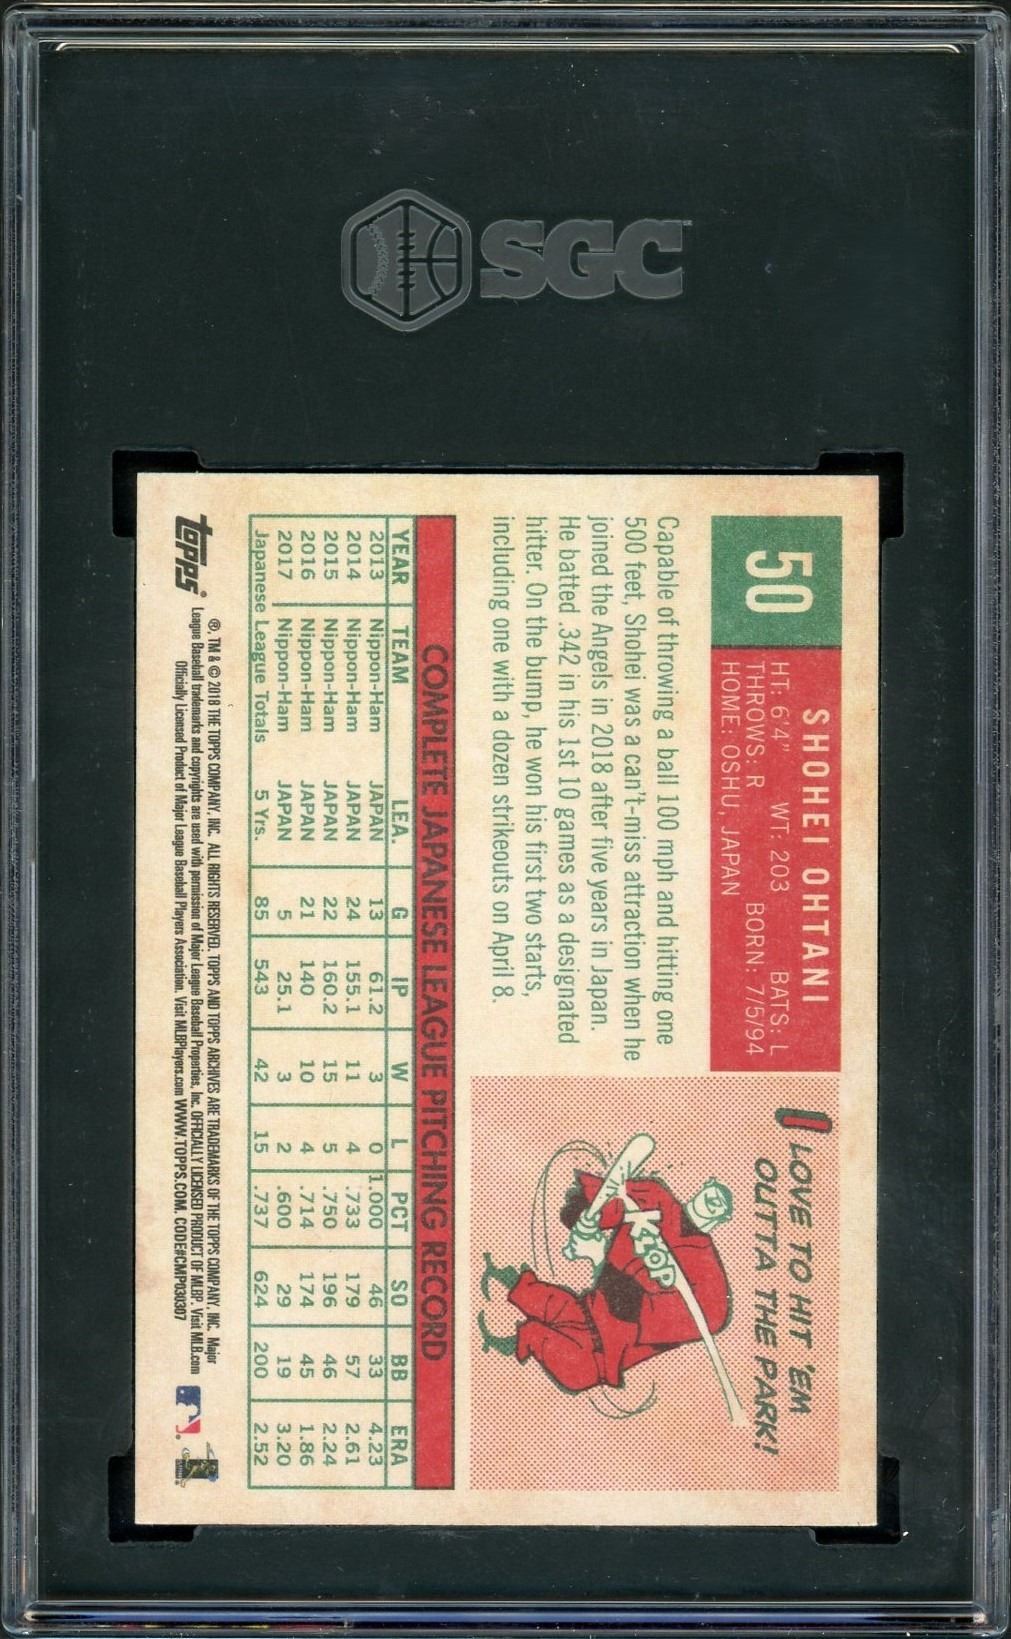 SGC
50
SHOHEI OHTANI
HT: 6'4" WT: 203 BATS: L
THROWS: R BORN: 7/5/94
HOME: OSHU, JAPAN
Capable of throwing a ball 100 mph and hitting one
500 feet, Shohei was a can't-miss attraction when he
joined the Angels in 2018 after five years in Japan.
He batted .342 in his 1st 10 games as a designated
hitter. On the bump, he won his first two starts,
including one with a dozen strikeouts on April 8.
I LOVE TO HIT 'EM
OUTTA THE PARK!
KTOP
COMPLETE JAPANESE LEAGUE PITCHING RECORD
YEAR TEAM LEA. G IP W L PCT SO BB ERA
2013 Nippon-Ham JAPAN 13 61.2 3 0 1.000 46 33 4.23
2014 Nippon-Ham JAPAN 24 155.1 11 4 .733 179 57 2.61
2015 Nippon-Ham JAPAN 22 160.2 15 5 .750 196 46 2.24
2016 Nippon-Ham JAPAN 21 140 10 4 .714 174 45 1.86
2017 Nippon-Ham JAPAN 5 25.1 3 2 .600 29 19 3.20
Japanese League Totals 5 Yrs. 85 543 42 15 .737 624 200 2.52
topps®
®, TM & © 2018 THE TOPPS COMPANY, INC. ALL RIGHTS RESERVED. TOPPS AND TOPPS ARCHIVES ARE TRADEMARKS OF THE TOPPS COMPANY, INC. Major
League Baseball trademarks and copyrights are used with permission of Major League Baseball Properties, Inc. OFFICIALLY LICENSED PRODUCT OF MLBP. Visit MLB.com
Officially Licensed Product of Major League Baseball Players Association. Visit MLBPlayers.com WWW.TOPPS.COM. CODE#CMP030307